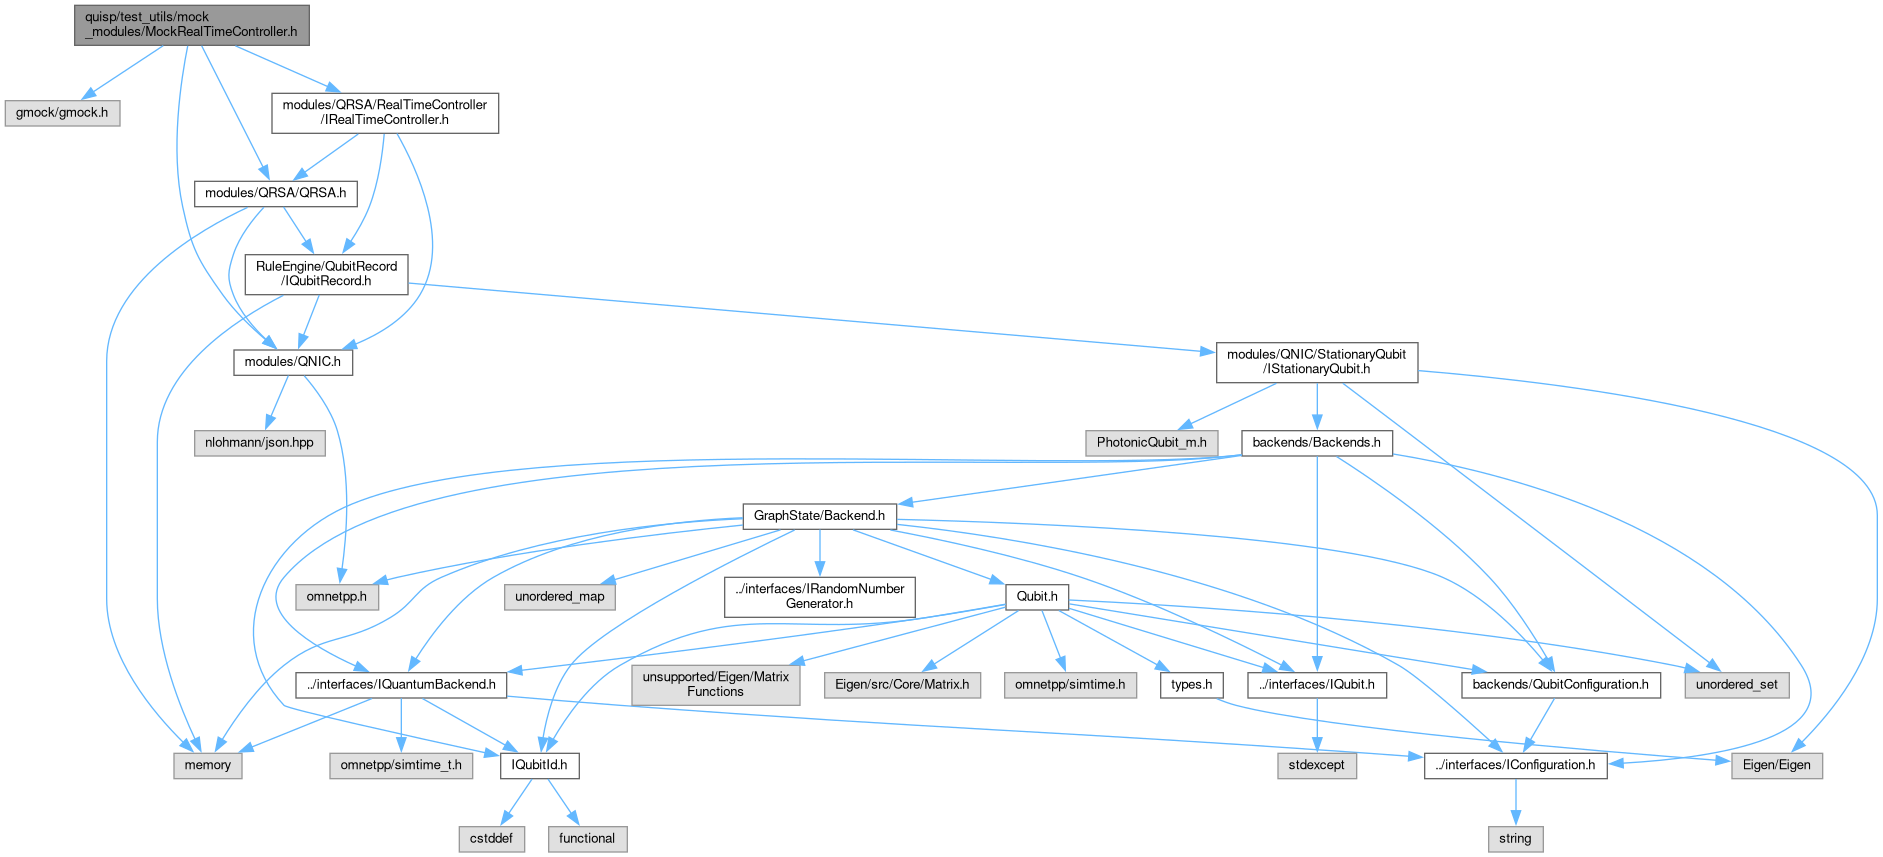 quisp/test_utils/mock
_modules/MockRealTimeController.h
gmock/gmock.h
modules/QRSA/RealTimeController
/IRealTimeController.h
modules/QRSA/QRSA.h
RuleEngine/QubitRecord
/IQubitRecord.h
modules/QNIC.h
modules/QNIC/StationaryQubit
/IStationaryQubit.h
nlohmann/json.hpp
PhotonicQubit_m.h
backends/Backends.h
GraphState/Backend.h
omnetpp.h
unordered_map
../interfaces/IRandomNumber
Generator.h
Qubit.h
../interfaces/IQuantumBackend.h
unsupported/Eigen/Matrix
Functions
Eigen/src/Core/Matrix.h
omnetpp/simtime.h
types.h
../interfaces/IQubit.h
backends/QubitConfiguration.h
unordered_set
memory
omnetpp/simtime_t.h
IQubitId.h
stdexcept
../interfaces/IConfiguration.h
Eigen/Eigen
cstddef
functional
string